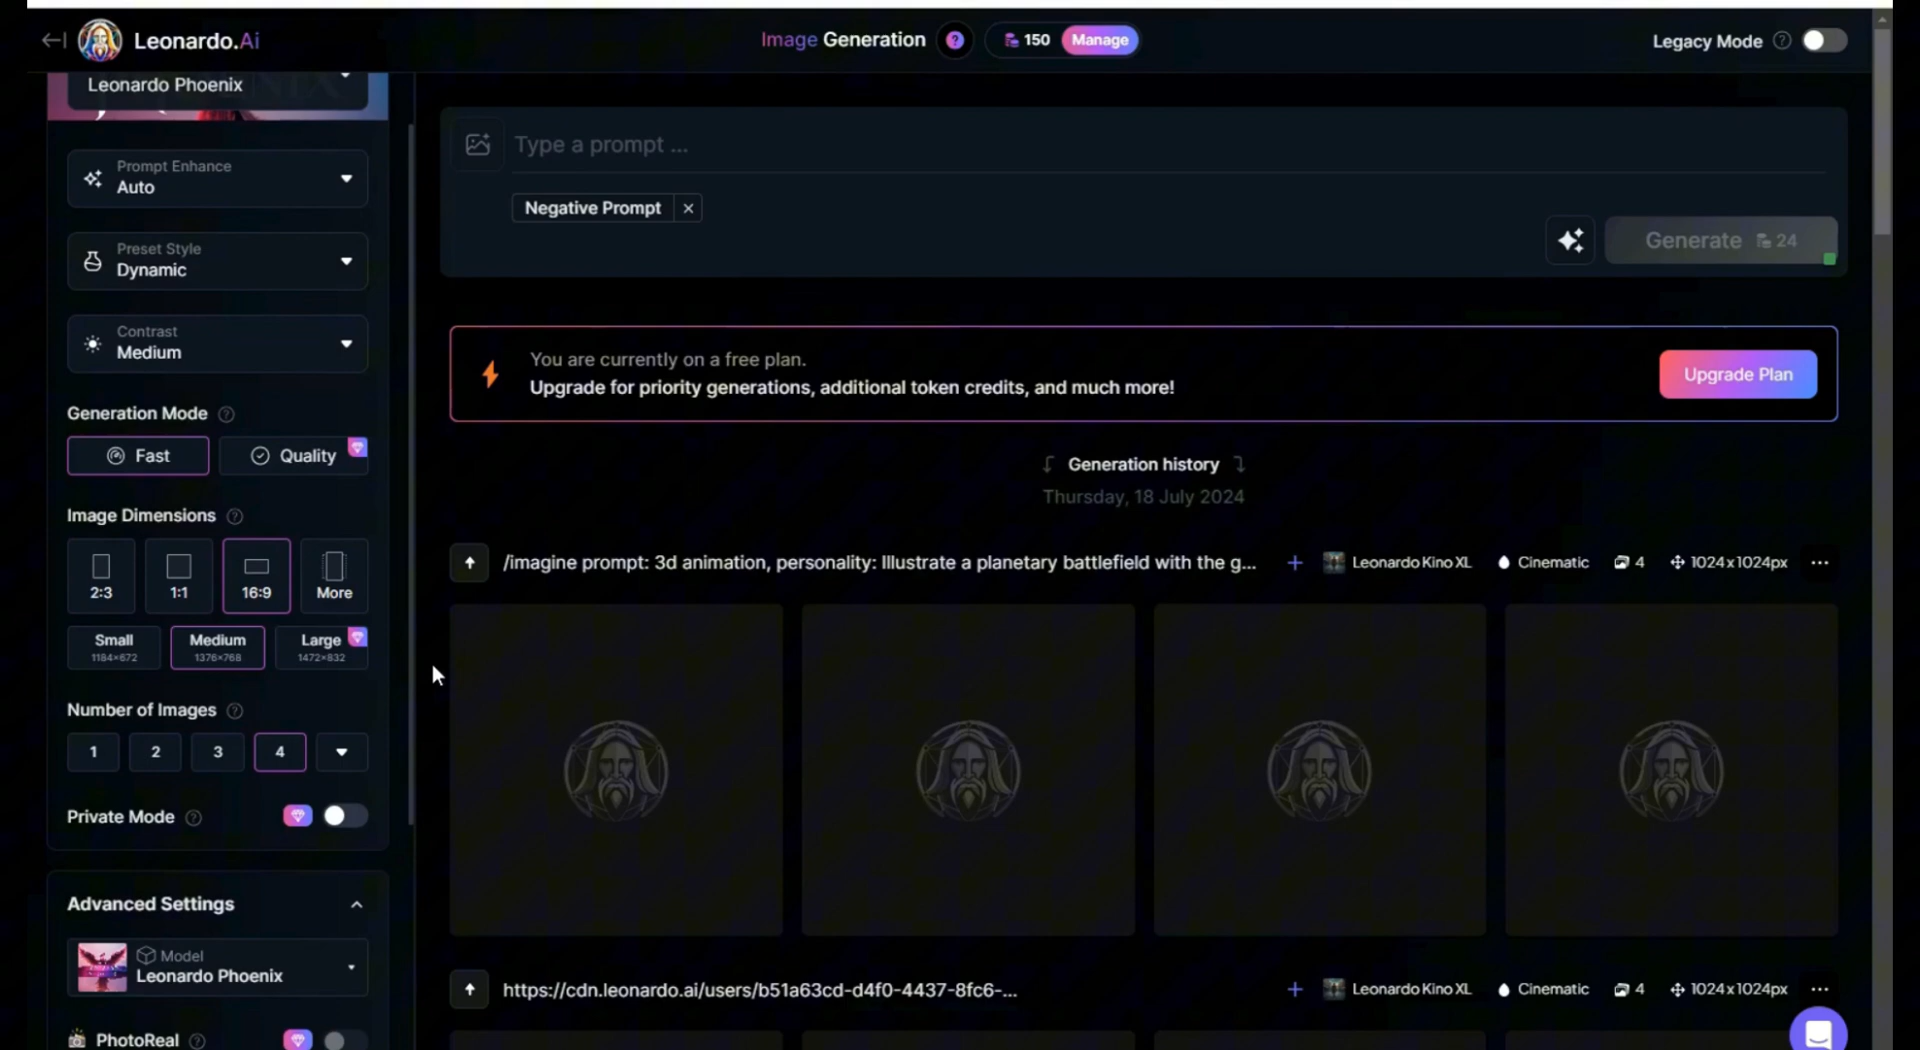 Leonardo.Ai
Image Generation
?
150
Manage
Legacy Mode
?
Leonardo Phoenix
Prompt Enhance
Auto
Preset Style
Dynamic
Contrast
Medium
Generation Mode ?
Fast
Quality
Image Dimensions ?
2:3
1:1
16:9
More
Small
1184×672
Medium
1376×768
Large
1472×832
Number of Images ?
1
2
3
4
Private Mode ?
Advanced Settings
Model
Leonardo Phoenix
PhotoReal ?
Type a prompt ...
Negative Prompt ×
Generate 24
You are currently on a free plan.
Upgrade for priority generations, additional token credits, and much more!
Upgrade Plan
Generation history
Thursday, 18 July 2024
/imagine prompt: 3d animation, personality: Illustrate a planetary battlefield with the g...
Leonardo Kino XL
Cinematic
4
1024x1024px
https://cdn.leonardo.ai/users/b51a63cd-d4f0-4437-8fc6-...
Leonardo Kino XL
Cinematic
4
1024x1024px